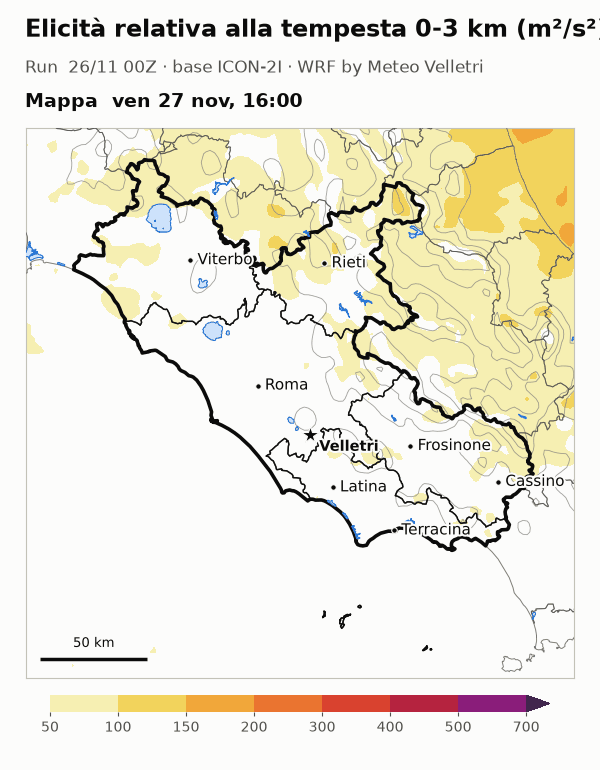 Elicità relativa alla tempesta 0-3 km (m²/s²)
Run  26/11 00Z · base ICON-2I · WRF by Meteo Velletri
Mappa  ven 27 nov, 16:00
Viterbo
Rieti
Roma
Velletri
Frosinone
Cassino
Latina
Terracina
50 km
50 100 150 200 300 400 500 700